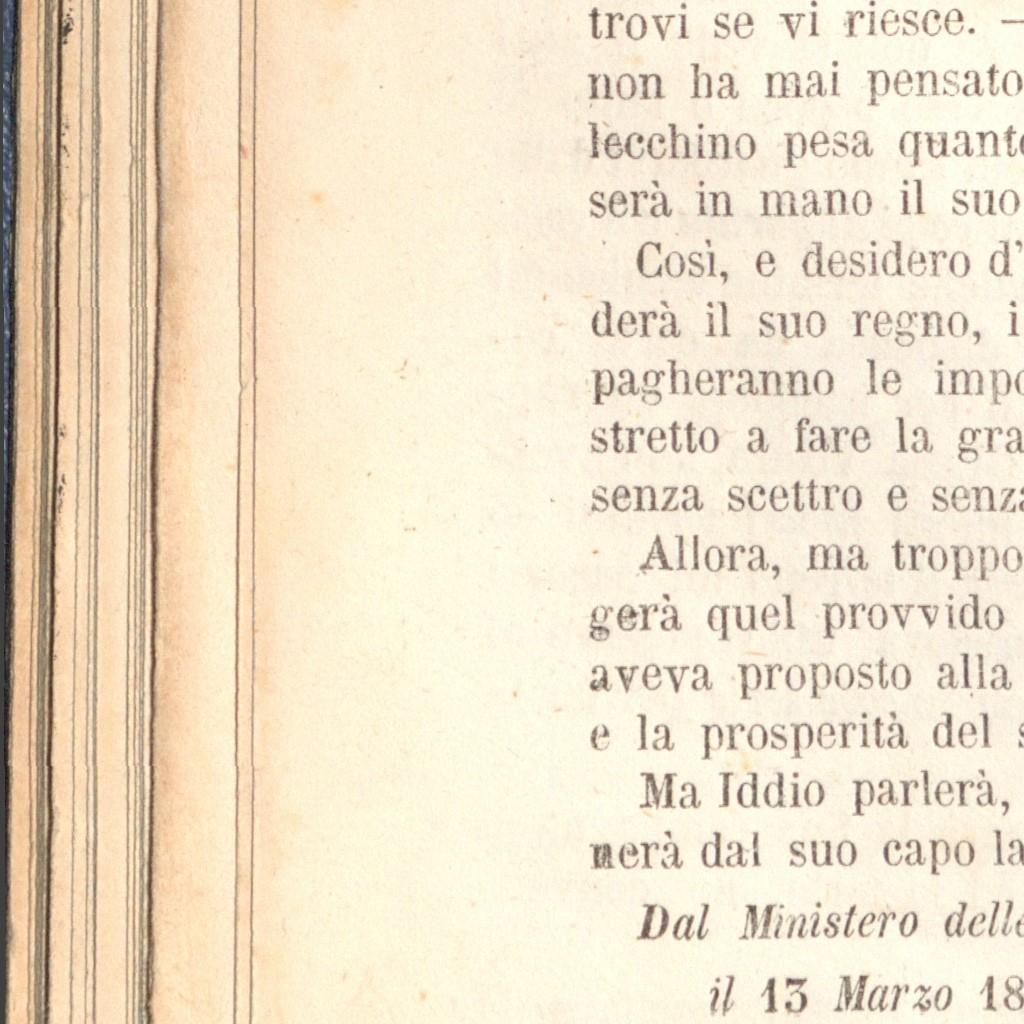 trovi se vi riesce. —
non ha mai pensato
lecchino pesa quant
serà in mano il suo
Così, e desidero d'
derà il suo regno, i
pagheranno le impo
stretto a fare la gra
senza scettro e senza
Allora, ma troppo
gerà quel provvido
aveva proposto alla
e la prosperità del s
Ma Iddio parlerà,
nerà dal suo capo la
Dal Ministero delle
il 13 Marzo 18